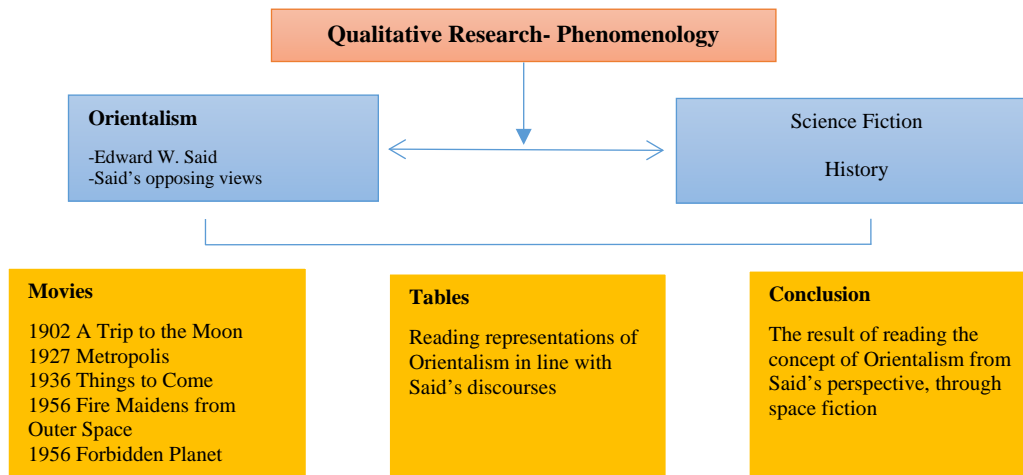 Qualitative Research- Phenomenology
Orientalism
-Edward W. Said
-Said’s opposing views
Science Fiction
History
Movies
1902 A Trip to the Moon
1927 Metropolis
1936 Things to Come
1956 Fire Maidens from
Outer Space
1956 Forbidden Planet
Tables
Reading representations of
Orientalism in line with
Said’s discourses
Conclusion
The result of reading the
concept of Orientalism from
Said’s perspective, through
space fiction